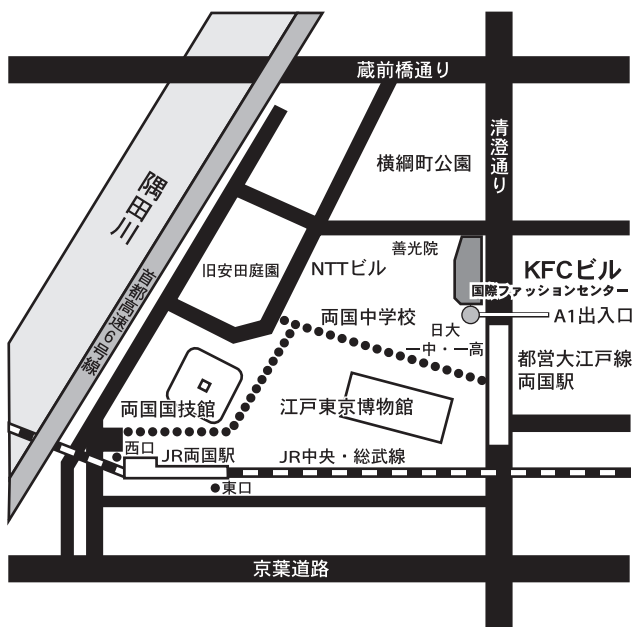 蔵前橋通り
清澄通り
横綱町公園
隅田川
首都高速6号線
旧安田庭園
NTTビル
善光院
KFCビル
国際ファッションセンター
A1出入口
両国中学校
日大
一中・一高
都営大江戸線
両国駅
両国国技館
江戸東京博物館
西口
JR両国駅
JR中央・総武線
東口
京葉道路